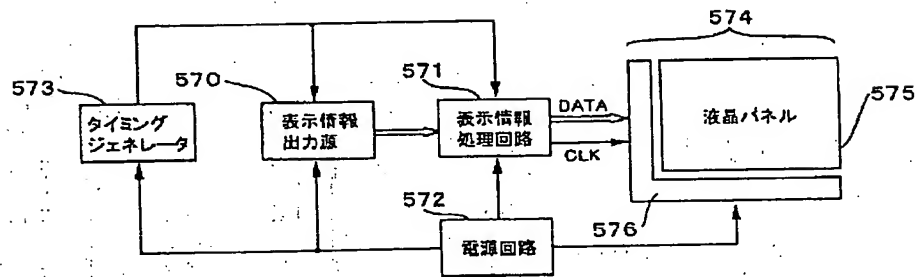 574
573
570
571
タイミング
ジェネレータ
表示情報
出力源
表示情報
処理回路
DATA
CLK
液晶パネル
575
572
電源回路
576